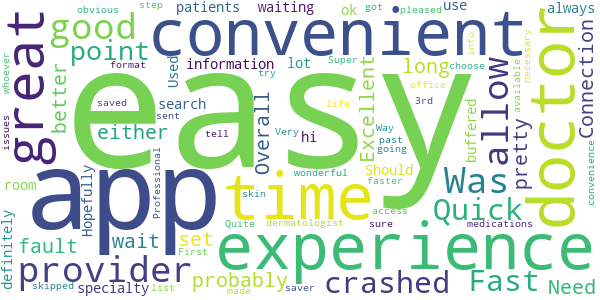 obvious step patients waiting ok got pleased use always
great good point convenient doctor
whoever better format information lot Super try choose info available necessary
easy
saved Used search Excellent long allow Connection
issues either sent Overall hi life office 3rd pretty buffered
app time Was
room Hopefully Professional tell Very Way past going Should faster Quick convenience
definitely fault wait set skin wonderful dermatologist access sure medications
Quite First experience
provider probably crashed Fast Need
skipped specialty list made saver